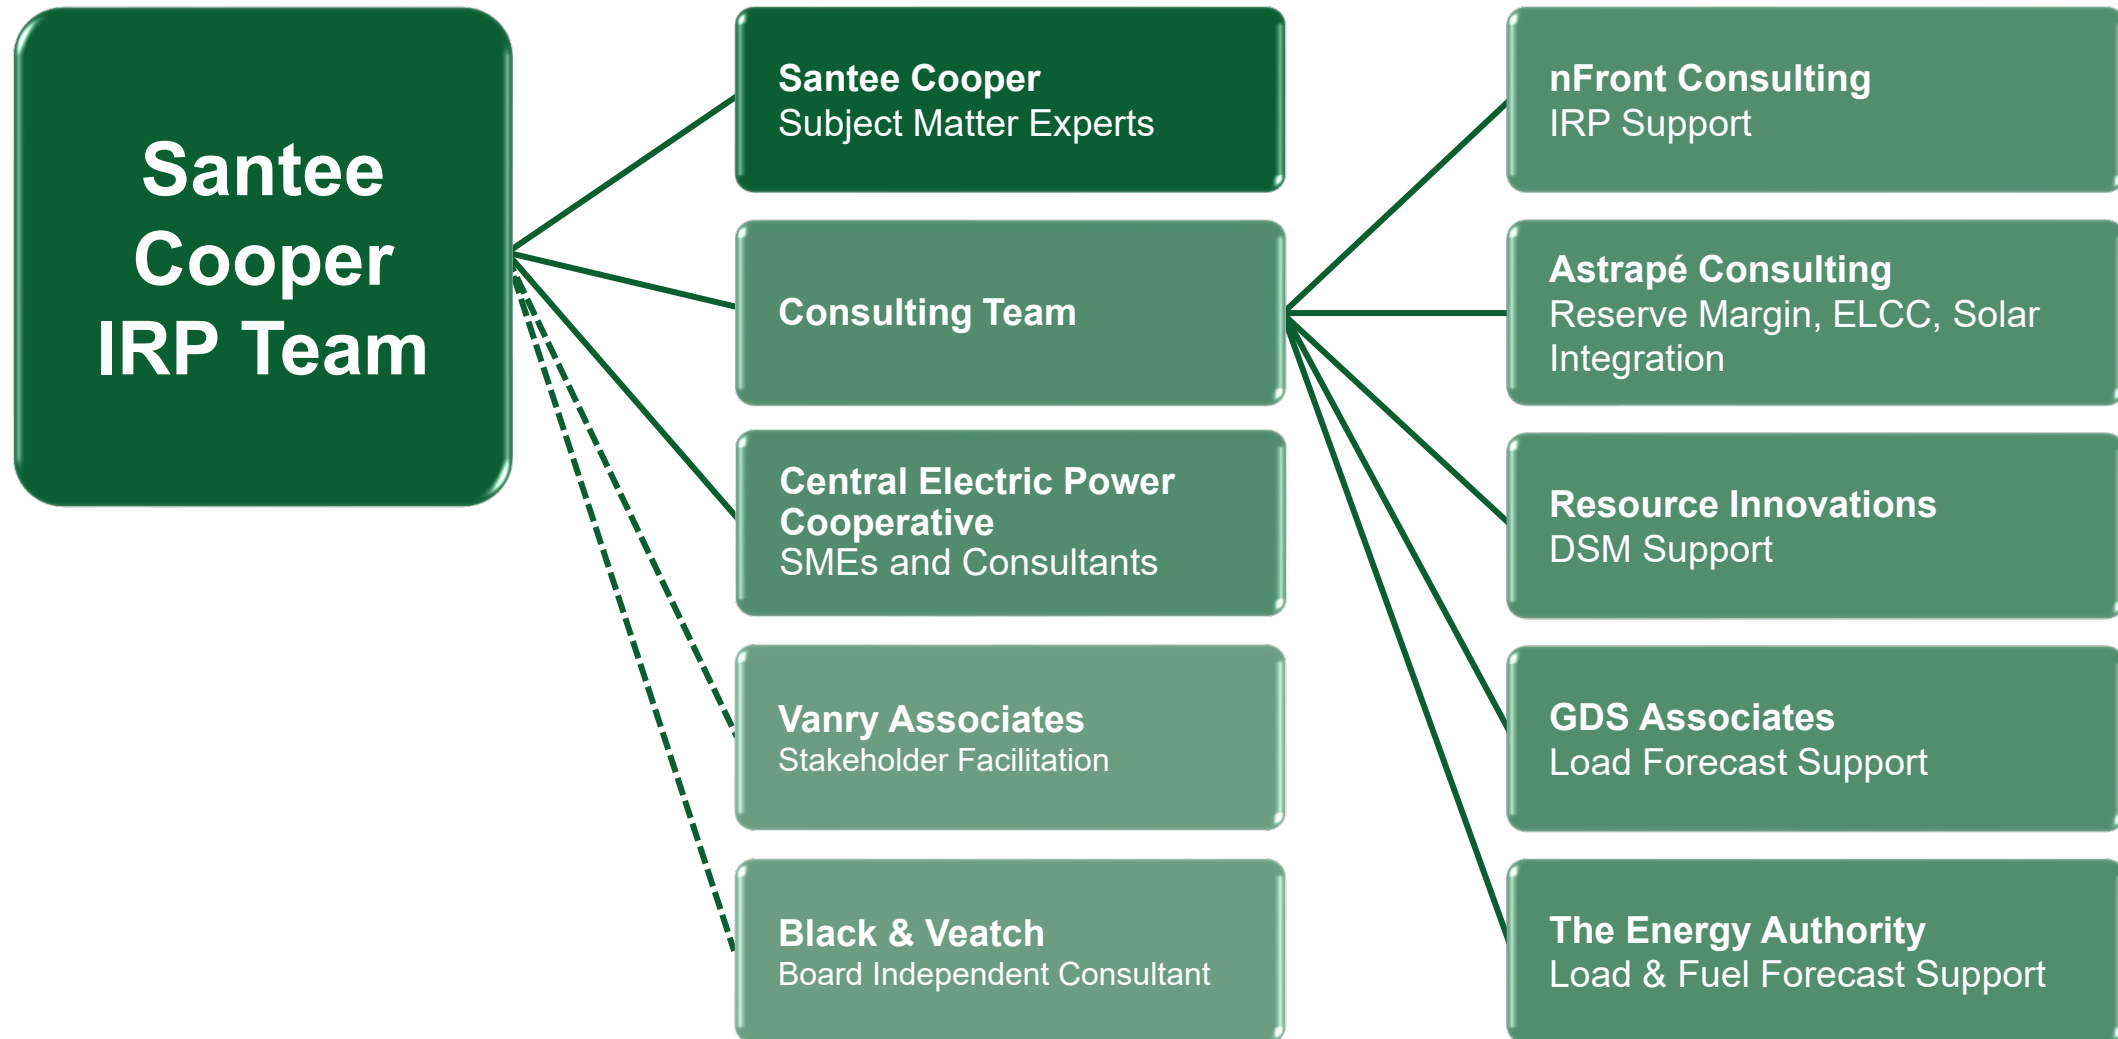 Santee
Cooper
IRP Team
Santee Cooper
Subject Matter Experts
Consulting Team
Central Electric Power
Cooperative
SMEs and Consultants
Vanry Associates
Stakeholder Facilitation
Black & Veatch
Board Independent Consultant
nFront Consulting
IRP Support
Astrapé Consulting
Reserve Margin, ELCC, Solar
Integration
Resource Innovations
DSM Support
GDS Associates
Load Forecast Support
The Energy Authority
Load & Fuel Forecast Support